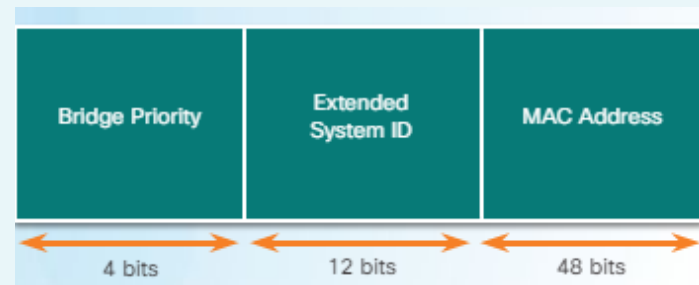 Bridge Priority
Extended
System ID
MAC Address
4 bits
12 bits
48 bits